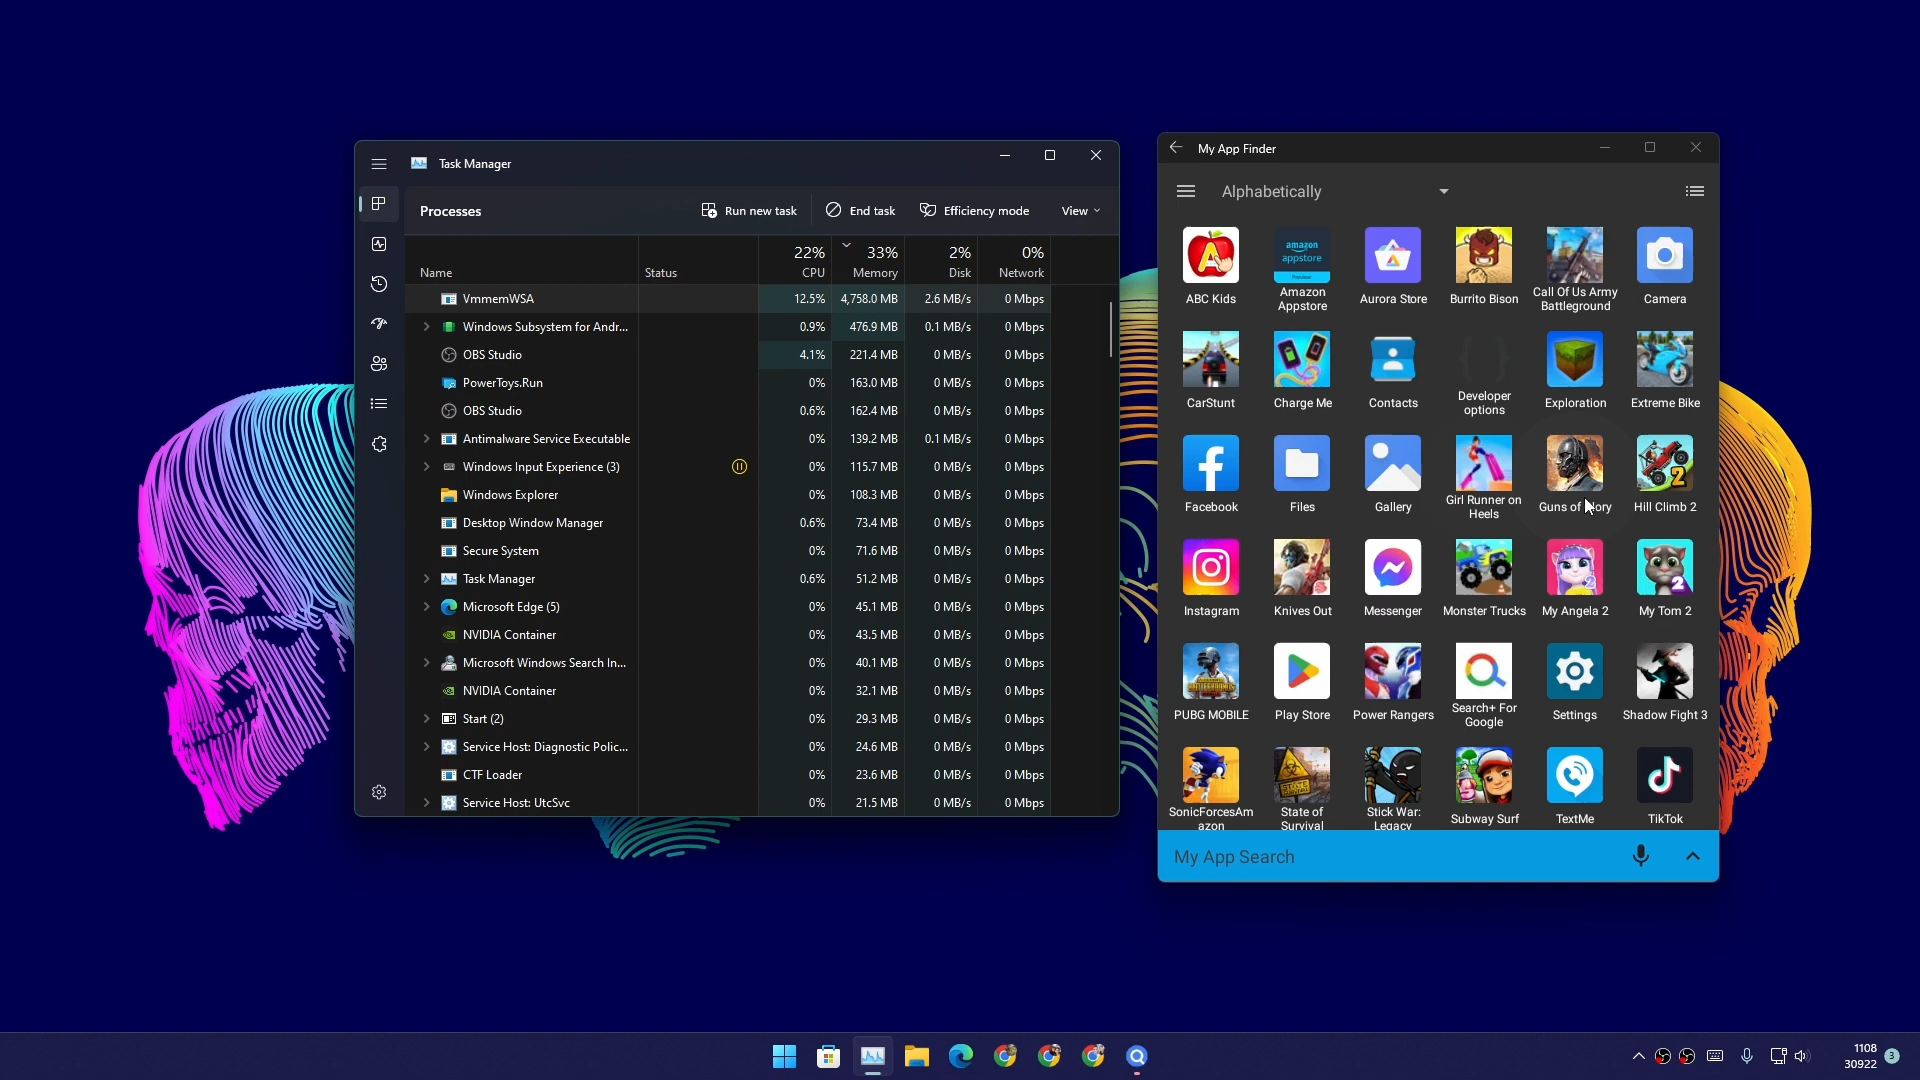 Task Manager
Processes
Run new task
End task
Efficiency mode
View
22%
33%
2%
0%
Name
Status
CPU
Memory
Disk
Network
VmmemWSA 12.5% 4,758.0 MB 2.6 MB/s 0 Mbps
Windows Subsystem for Andr... 0.9% 476.9 MB 0.1 MB/s 0 Mbps
OBS Studio 4.1% 221.4 MB 0 MB/s 0 Mbps
PowerToys.Run 0% 163.0 MB 0 MB/s 0 Mbps
OBS Studio 0.6% 162.4 MB 0 MB/s 0 Mbps
Antimalware Service Executable 0% 139.2 MB 0.1 MB/s 0 Mbps
Windows Input Experience (3) 0% 115.7 MB 0 MB/s 0 Mbps
Windows Explorer 0% 108.3 MB 0 MB/s 0 Mbps
Desktop Window Manager 0.6% 73.4 MB 0 MB/s 0 Mbps
Secure System 0% 71.6 MB 0 MB/s 0 Mbps
Task Manager 0.6% 51.2 MB 0 MB/s 0 Mbps
Microsoft Edge (5) 0% 45.1 MB 0 MB/s 0 Mbps
NVIDIA Container 0% 43.5 MB 0 MB/s 0 Mbps
Microsoft Windows Search In... 0% 40.1 MB 0 MB/s 0 Mbps
NVIDIA Container 0% 32.1 MB 0 MB/s 0 Mbps
Start (2) 0% 29.3 MB 0 MB/s 0 Mbps
Service Host: Diagnostic Polic... 0% 24.6 MB 0 MB/s 0 Mbps
CTF Loader 0% 23.6 MB 0 MB/s 0 Mbps
Service Host: UtcSvc 0% 21.5 MB 0 MB/s 0 Mbps
My App Finder
Alphabetically
amazon
appstore
ABC Kids
Amazon
Appstore
Aurora Store
Burrito Bison
Call Of Us Army
Battleground
Camera
CarStunt
Charge Me
Contacts
Developer
options
Exploration
Extreme Bike
Facebook
Files
Gallery
Girl Runner on
Heels
Guns of
Hill Climb 2
Instagram
Knives Out
Messenger
Monster Trucks
My Angela 2
My Tom 2
PUBG MOBILE
Play Store
Power Rangers
Search+ For
Google
Settings
Shadow Fight 3
SonicForcesAm
azon
State of
Survival
Stick War:
Legacy
Subway Surf
TextMe
TikTok
My App Search
1108
30922
3